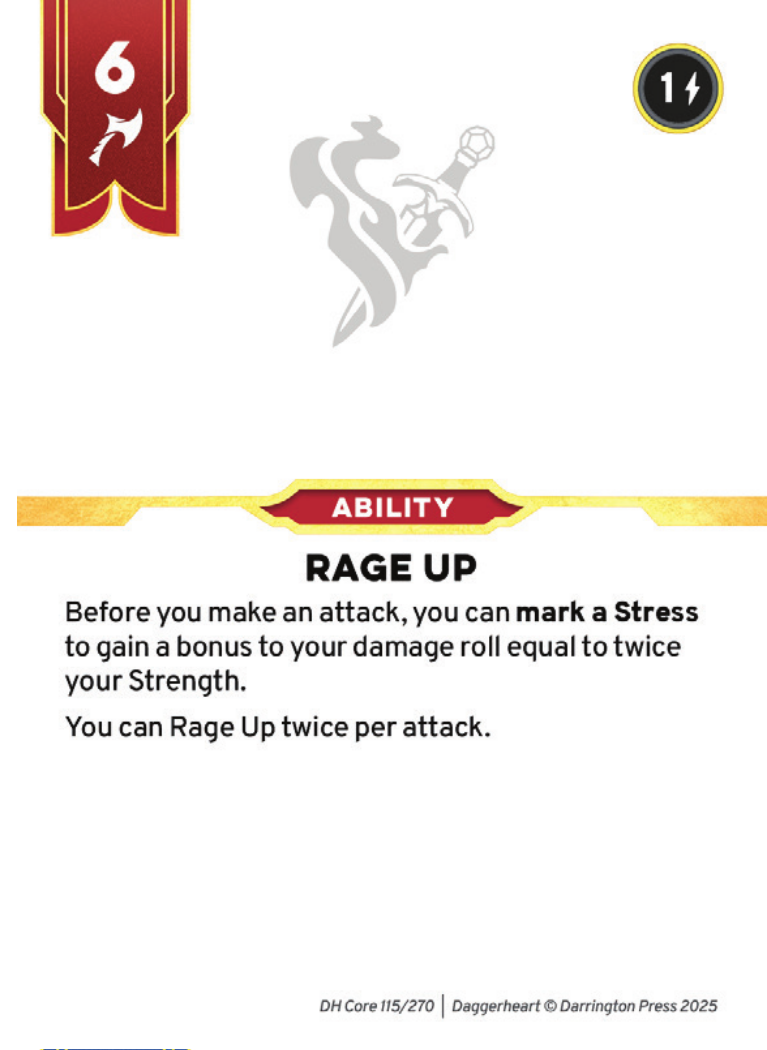 6
1
ABILITY
RAGE UP
Before you make an attack, you can mark a Stress
to gain a bonus to your damage roll equal to twice
your Strength.
You can Rage Up twice per attack.
DH Core 115/270 | Daggerheart © Darrington Press 2025